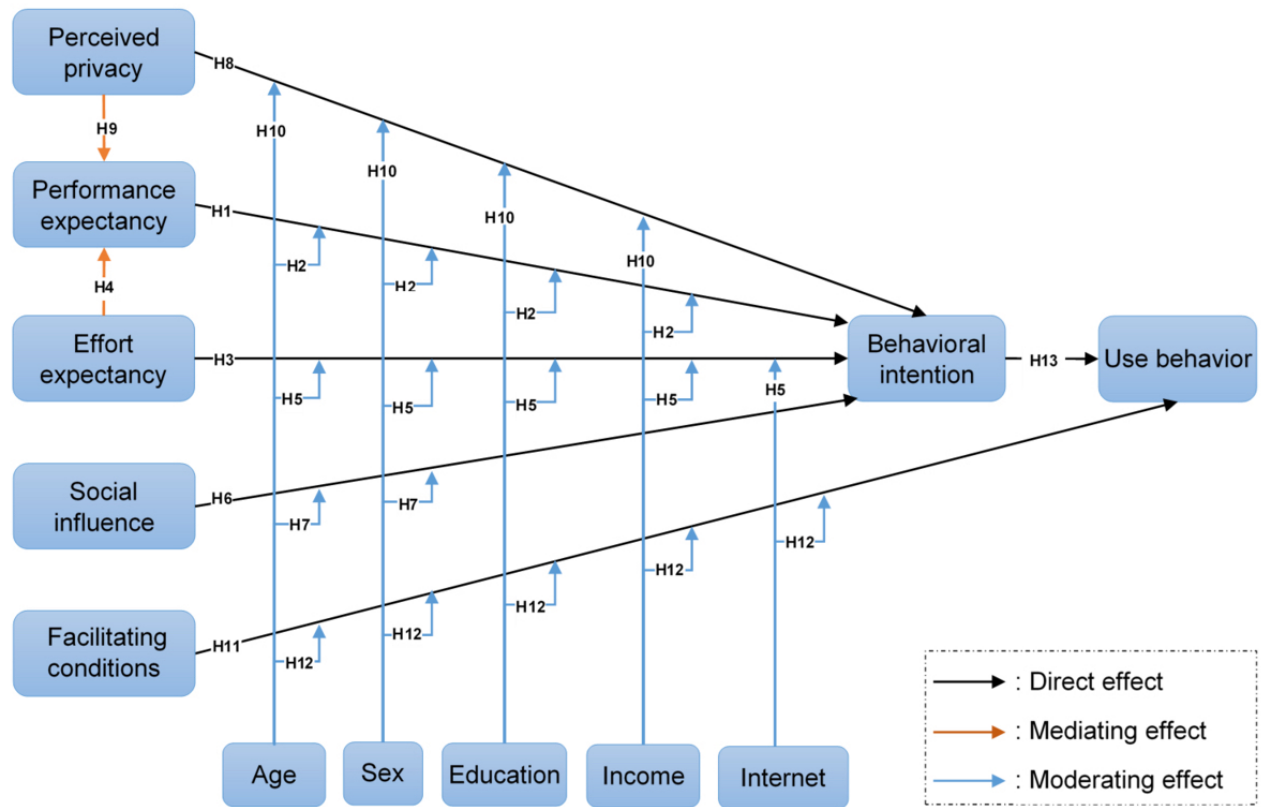 Perceived
privacy
H8
H9
H10
H10
H10
H10
Performance
expectancy
H1
H2
H2
H2
H2
H4
Effort
expectancy
H3
H5
H5
H5
H5
H5
Behavioral
intention
H13
Use behavior
Social
influence
H6
H7
H7
Facilitating
conditions
H11
H12
H12
H12
H12
H12
Age
Sex
Education
Income
Internet
: Direct effect
: Mediating effect
: Moderating effect